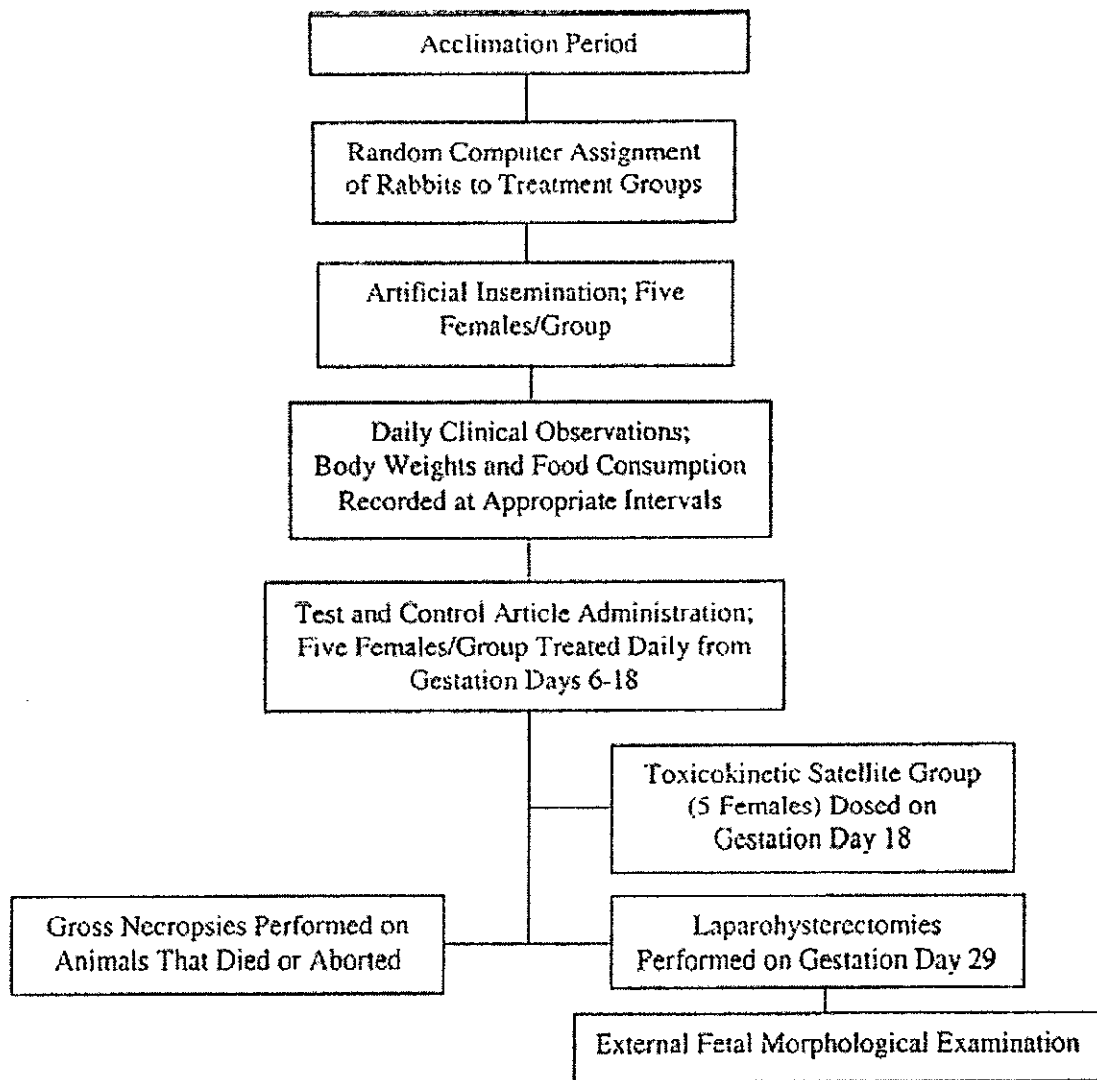 Acclimation Period
Random Computer Assignment
of Rabbits to Treatment Groups
Artificial Insemination; Five
Females/Group
Daily Clinical Observations;
Body Weights and Food Consumption
Recorded at Appropriate Intervals
Test and Control Article Administration;
Five Females/Group Treated Daily from
Gestation Days 6-18
Toxicokinetic Satellite Group
(5 Females) Dosed on
Gestation Day 18
Gross Necropsies Performed on
Animals That Died or Aborted
Laparohysterectomies
Performed on Gestation Day 29
External Fetal Morphological Examination